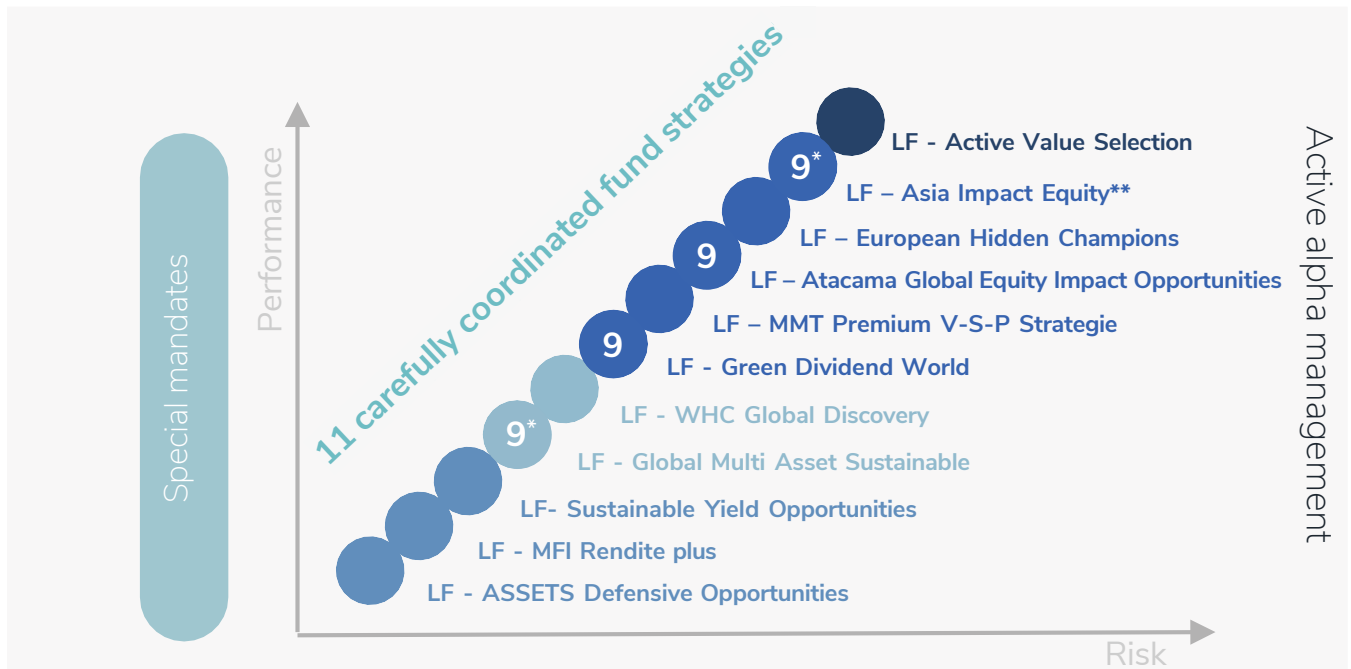 Special mandates
Performance
11 carefully coordinated fund strategies
LF - Active Value Selection
9*
LF – Asia Impact Equity**
LF – European Hidden Champions
9
LF – Atacama Global Equity Impact Opportunities
LF – MMT Premium V-S-P Strategie
9
LF - Green Dividend World
LF - WHC Global Discovery
9*
LF - Global Multi Asset Sustainable
LF- Sustainable Yield Opportunities
LF - MFI Rendite plus
LF - ASSETS Defensive Opportunities
Risk
Active alpha management